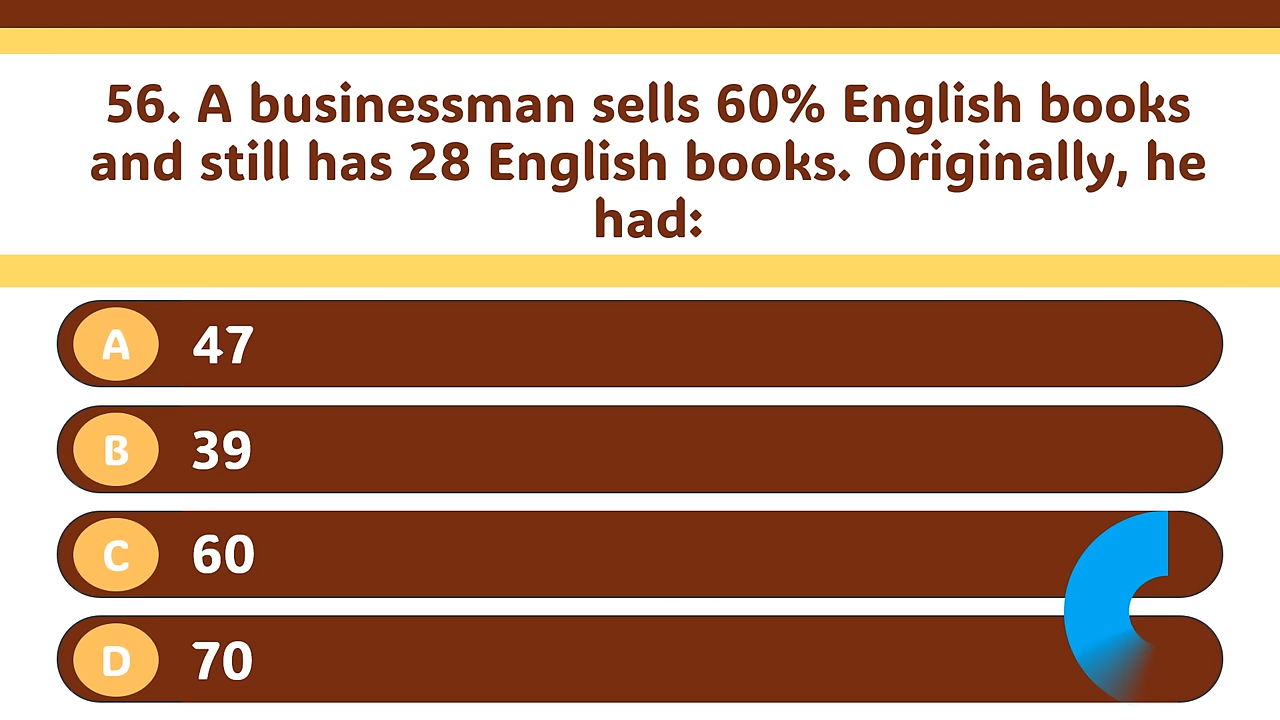 56. A businessman sells 60% English books
and still has 28 English books. Originally, he
had:
A 47
B 39
C 60
D 70